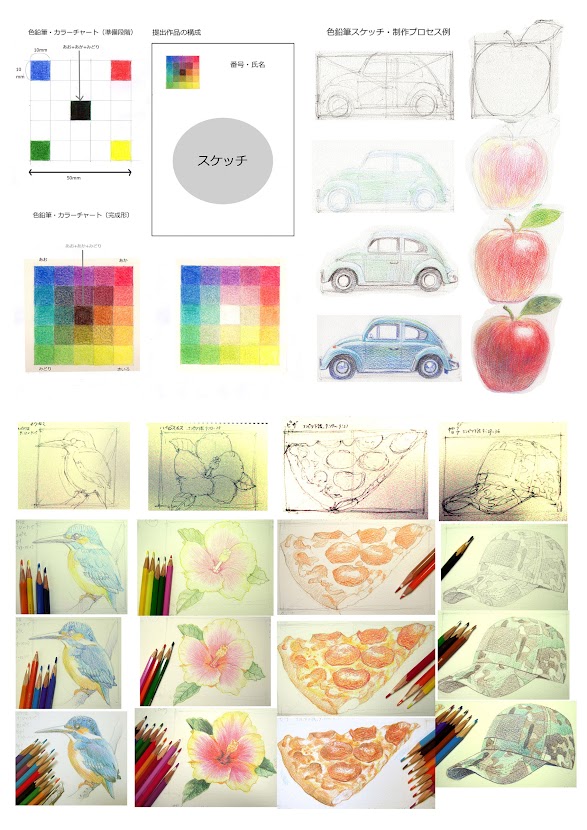 色鉛筆・カラーチャート（準備段階）
10mm
あお+あか+みどり
10
mm
50mm
提出作品の構成
番号・氏名
スケッチ
色鉛筆スケッチ・制作プロセス例
色鉛筆・カラーチャート（完成形）
あお+あか+みどり
あお
あか
みどり
きいろ
ピザ